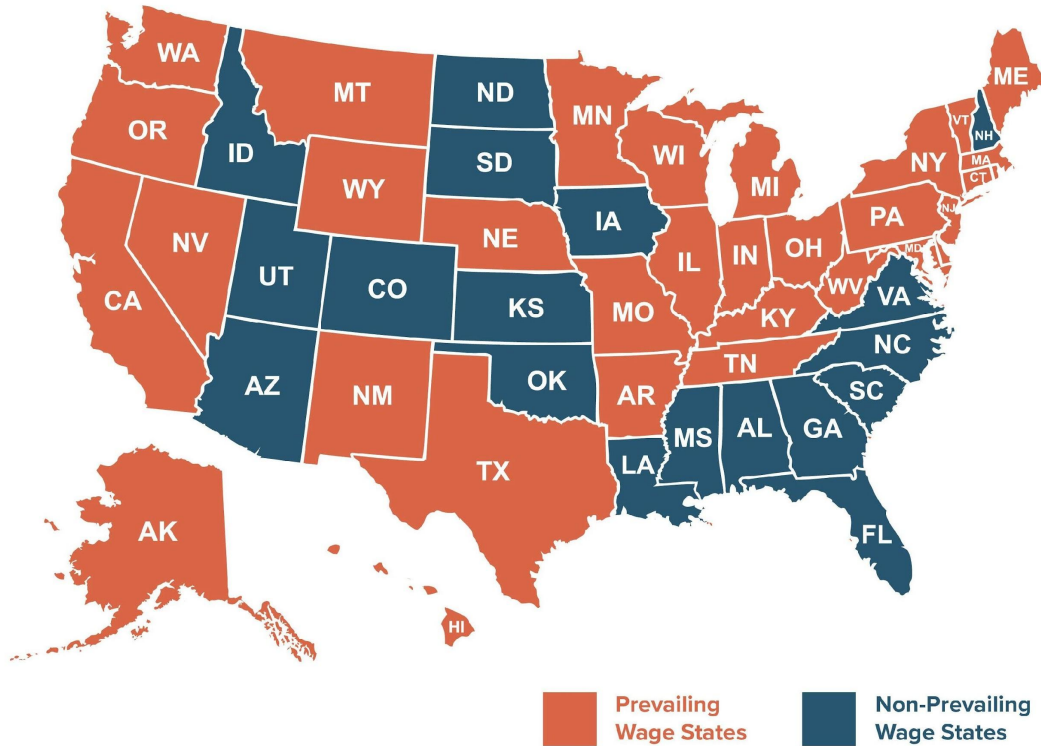 WA
MT
ND
MN
ME
OR
ID
SD
WI
VT
NH
WY
MI
NY
MA
CT
NV
NE
IA
PA
NJ
UT
CO
IL
IN
OH
MD
CA
KS
MO
WV
VA
KY
AZ
NM
OK
AR
TN
NC
SC
TX
LA
MS
AL
GA
AK
FL
HI
Prevailing
Wage States
Non-Prevailing
Wage States